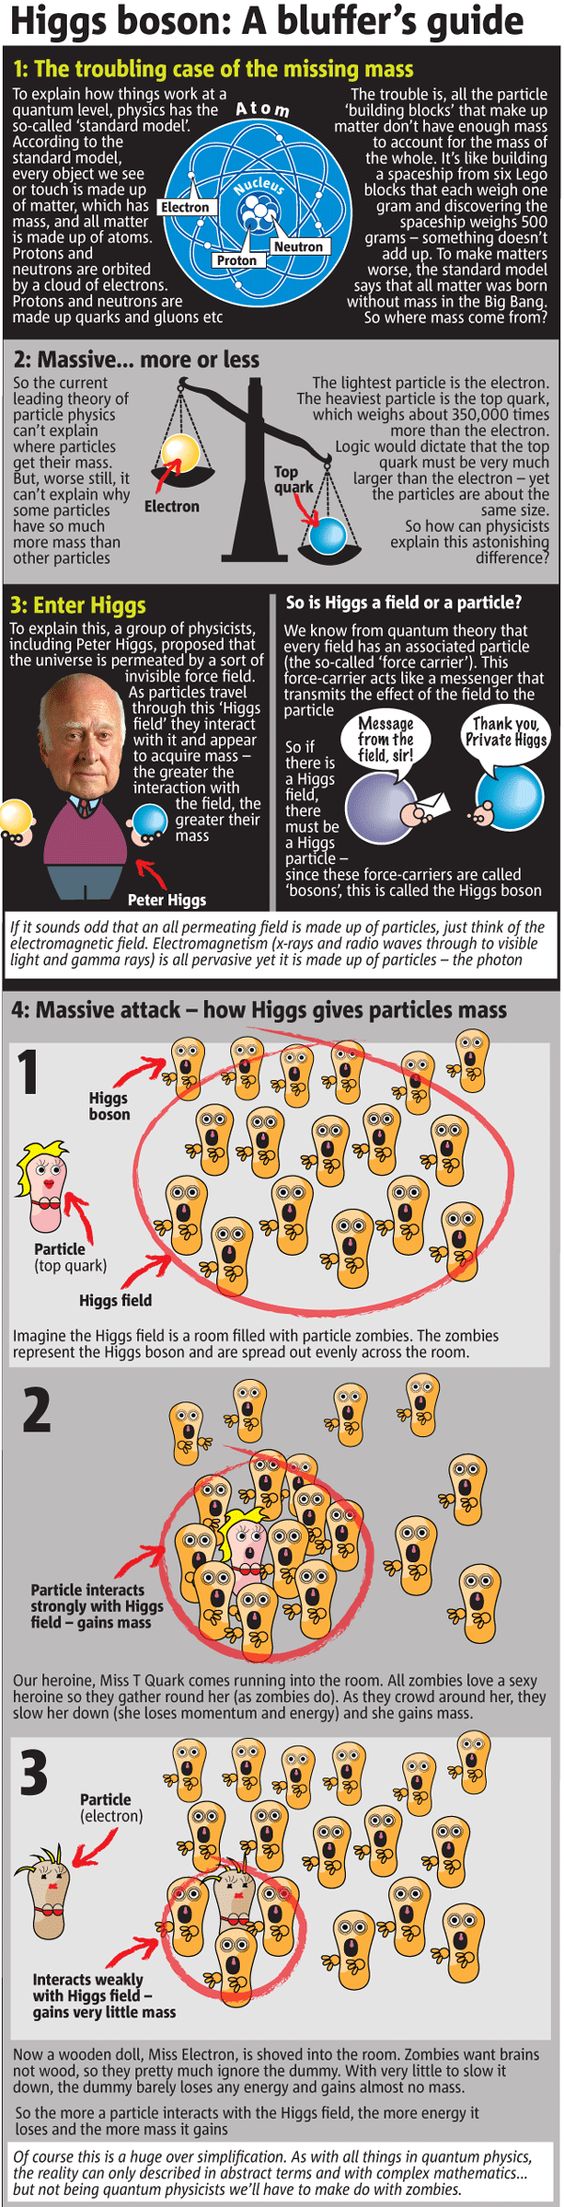 Higgs boson: A bluffer's guide
1: The troubling case of the missing mass
To explain how things work at a
quantum level, physics has the
so-called 'standard model'.
According to the
standard model,
every object we see
or touch is made up
of matter, which has
mass, and all matter
is made up of atoms.
Protons and
neutrons are orbited
by a cloud of electrons.
Protons and neutrons are
made up quarks and gluons etc
Atom
Nucleus
Electron
Neutron
Proton
The trouble is, all the particle
'building blocks' that make up
matter don't have enough mass
to account for the mass of
the whole. It's like building
a spaceship from six Lego
blocks that each weigh one
gram and discovering the
spaceship weighs 500
grams – something doesn't
add up. To make matters
worse, the standard model
says that all matter was born
without mass in the Big Bang.
So where mass come from?
2: Massive... more or less
So the current
leading theory of
particle physics
can't explain
where particles
get their mass.
But, worse still, it
can't explain why
some particles
have so much
more mass than
other particles
Electron
Top
quark
The lightest particle is the electron.
The heaviest particle is the top quark,
which weighs about 350,000 times
more than the electron.
Logic would dictate that the top
quark must be very much
larger than the electron – yet
the particles are about the
same size.
So how can physicists
explain this astonishing
difference?
3: Enter Higgs
To explain this, a group of physicists,
including Peter Higgs, proposed that
the universe is permeated by a sort of
invisible force field.
As particles travel
through this 'Higgs
field' they interact
with it and appear
to acquire mass –
the greater the
interaction with
the field, the
greater their
mass
Peter Higgs
So is Higgs a field or a particle?
We know from quantum theory that
every field has an associated particle
(the so-called 'force carrier'). This
force-carrier acts like a messenger that
transmits the effect of the field to the
particle
Message
from the
field, sir!
Thank you,
Private Higgs
So if
there is
a Higgs
field,
there
must be
a Higgs
particle –
since these force-carriers are called
'bosons', this is called the Higgs boson
If it sounds odd that an all permeating field is made up of particles, just think of the
electromagnetic field. Electromagnetism (x-rays and radio waves through to visible
light and gamma rays) is all pervasive yet it is made up of particles – the photon
4: Massive attack – how Higgs gives particles mass
1
Higgs
boson
Particle
(top quark)
Higgs field
Imagine the Higgs field is a room filled with particle zombies. The zombies
represent the Higgs boson and are spread out evenly across the room.
2
Particle interacts
strongly with Higgs
field – gains mass
Our heroine, Miss T Quark comes running into the room. All zombies love a sexy
heroine so they gather round her (as zombies do). As they crowd around her, they
slow her down (she loses momentum and energy) and she gains mass.
3
Particle
(electron)
Interacts weakly
with Higgs field –
gains very little mass
Now a wooden doll, Miss Electron, is shoved into the room. Zombies want brains
not wood, so they pretty much ignore the dummy. With very little to slow it
down, the dummy barely loses any energy and gains almost no mass.
So the more a particle interacts with the Higgs field, the more energy it
loses and the more mass it gains
Of course this is a huge over simplification. As with all things in quantum physics,
the reality can only described in abstract terms and with complex mathematics...
but not being quantum physicists we'll have to make do with zombies.